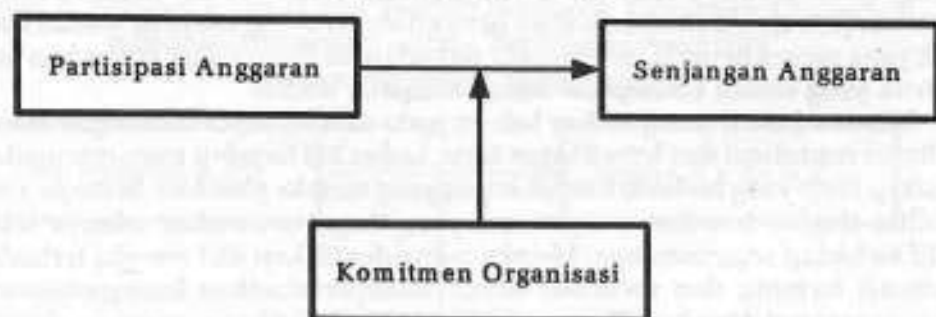 Partisipasi Anggaran
Senjangan Anggaran
Komitmen Organisasi